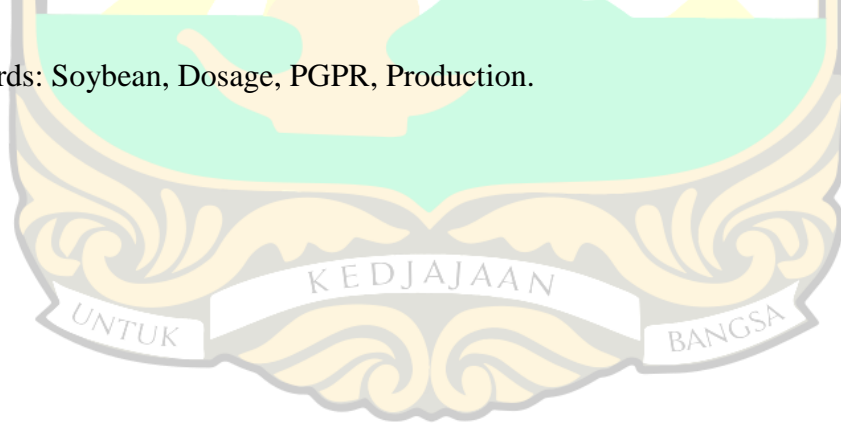 rds: Soybean, Dosage, PGPR, Production.
KEDJAJAAN
UNTUK
BANGSA